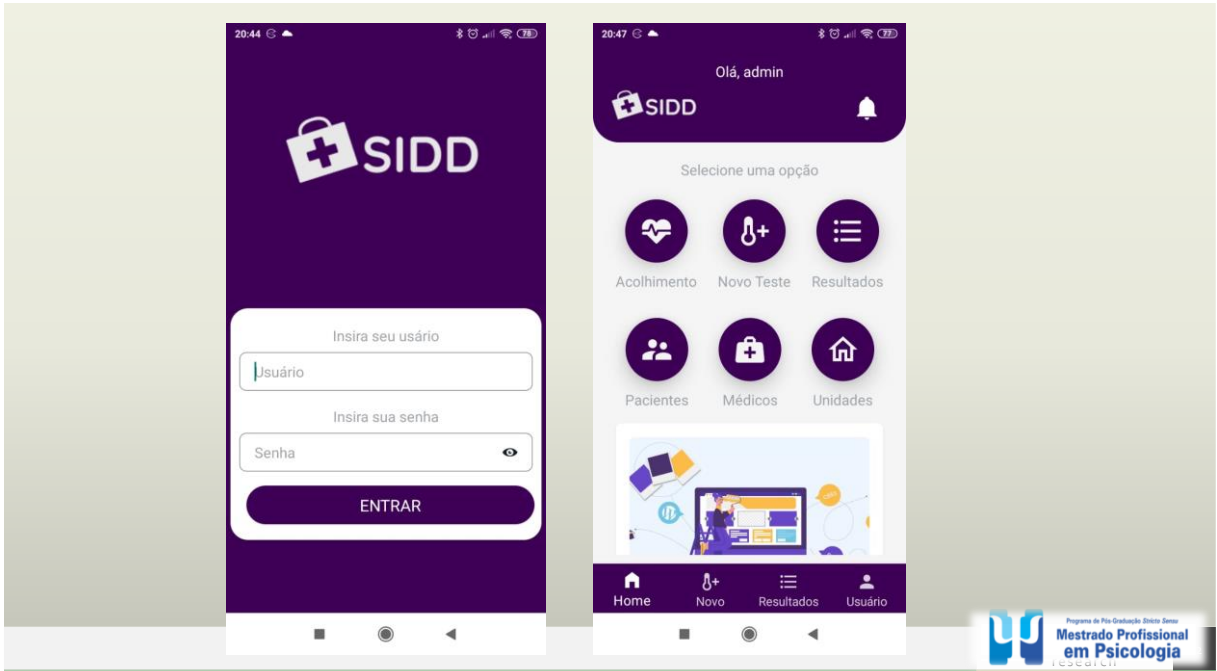 20:44
78
SIDD
Insira seu usário
Usuário
Insira sua senha
Senha
ENTRAR
20:47
77
Olá, admin
SIDD
Selecione uma opção
Acolhimento Novo Teste Resultados
Pacientes Médicos Unidades
Home Novo Resultados Usuário
Programa de Pós-Graduação Stricto Sensu
Mestrado Profissional
em Psicologia
research